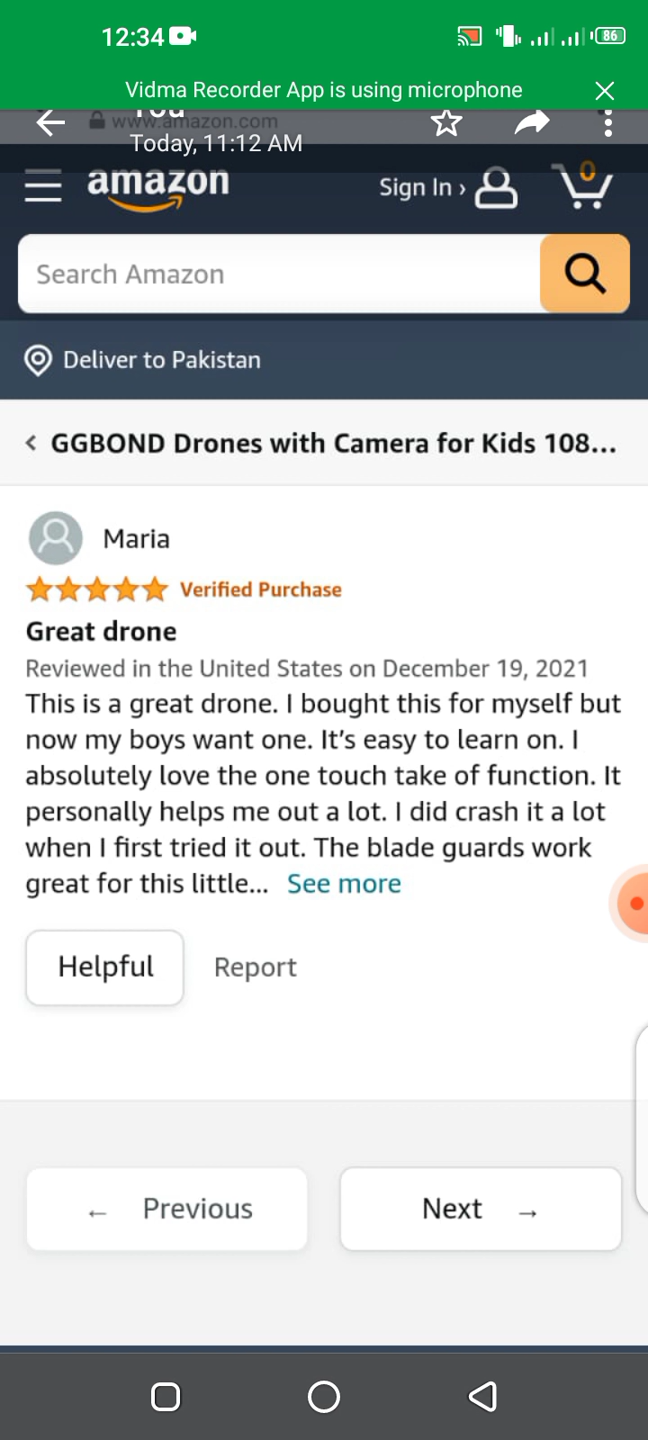 12:34
86
Vidma Recorder App is using microphone
You
www.amazon.com
Today, 11:12 AM
amazon
Sign In ›
0
Search Amazon
Deliver to Pakistan
‹ GGBOND Drones with Camera for Kids 108...
Maria
Verified Purchase
Great drone
Reviewed in the United States on December 19, 2021
This is a great drone. I bought this for myself but
now my boys want one. It’s easy to learn on. I
absolutely love the one touch take of function. It
personally helps me out a lot. I did crash it a lot
when I first tried it out. The blade guards work
great for this little... See more
Helpful
Report
← Previous
Next →